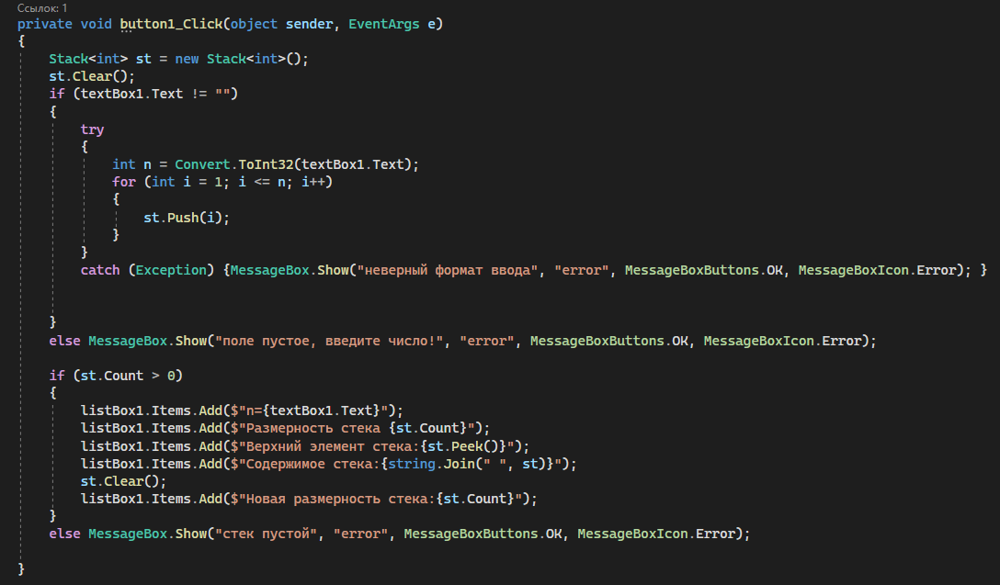 Ссылок: 1
private void button1_Click(object sender, EventArgs e)
{
    Stack<int> st = new Stack<int>();
    st.Clear();
    if (textBox1.Text != "")
    {
        try
        {
            int n = Convert.ToInt32(textBox1.Text);
            for (int i = 1; i <= n; i++)
            {
                st.Push(i);
            }
        }
        catch (Exception) {MessageBox.Show("неверный формат ввода", "error", MessageBoxButtons.OK, MessageBoxIcon.Error); }
    }
    else MessageBox.Show("поле пустое, введите число!", "error", MessageBoxButtons.OK, MessageBoxIcon.Error);
    if (st.Count > 0)
    {
        listBox1.Items.Add($"n={textBox1.Text}");
        listBox1.Items.Add($"Размерность стека {st.Count}");
        listBox1.Items.Add($"Верхний элемент стека:{st.Peek()}");
        listBox1.Items.Add($"Содержимое стека:{string.Join(" ", st)}");
        st.Clear();
        listBox1.Items.Add($"Новая размерность стека:{st.Count}");
    }
    else MessageBox.Show("стек пустой", "error", MessageBoxButtons.OK, MessageBoxIcon.Error);
}